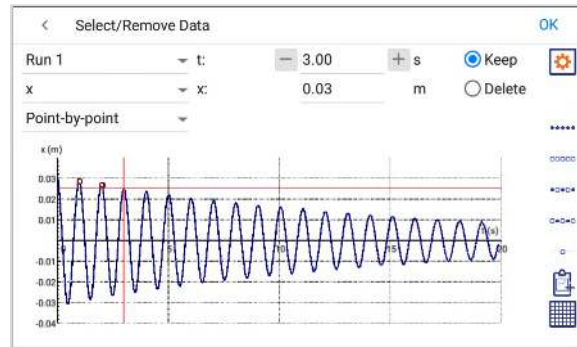 Select/Remove Data OK
Run 1 t: 3.00 s Keep
x x: 0.03 m Delete
Point-by-point
x (m)
0.03
0.02
0.01
0 5 10 15 20
t(s)
-0.01
-0.02
-0.03
-0.04